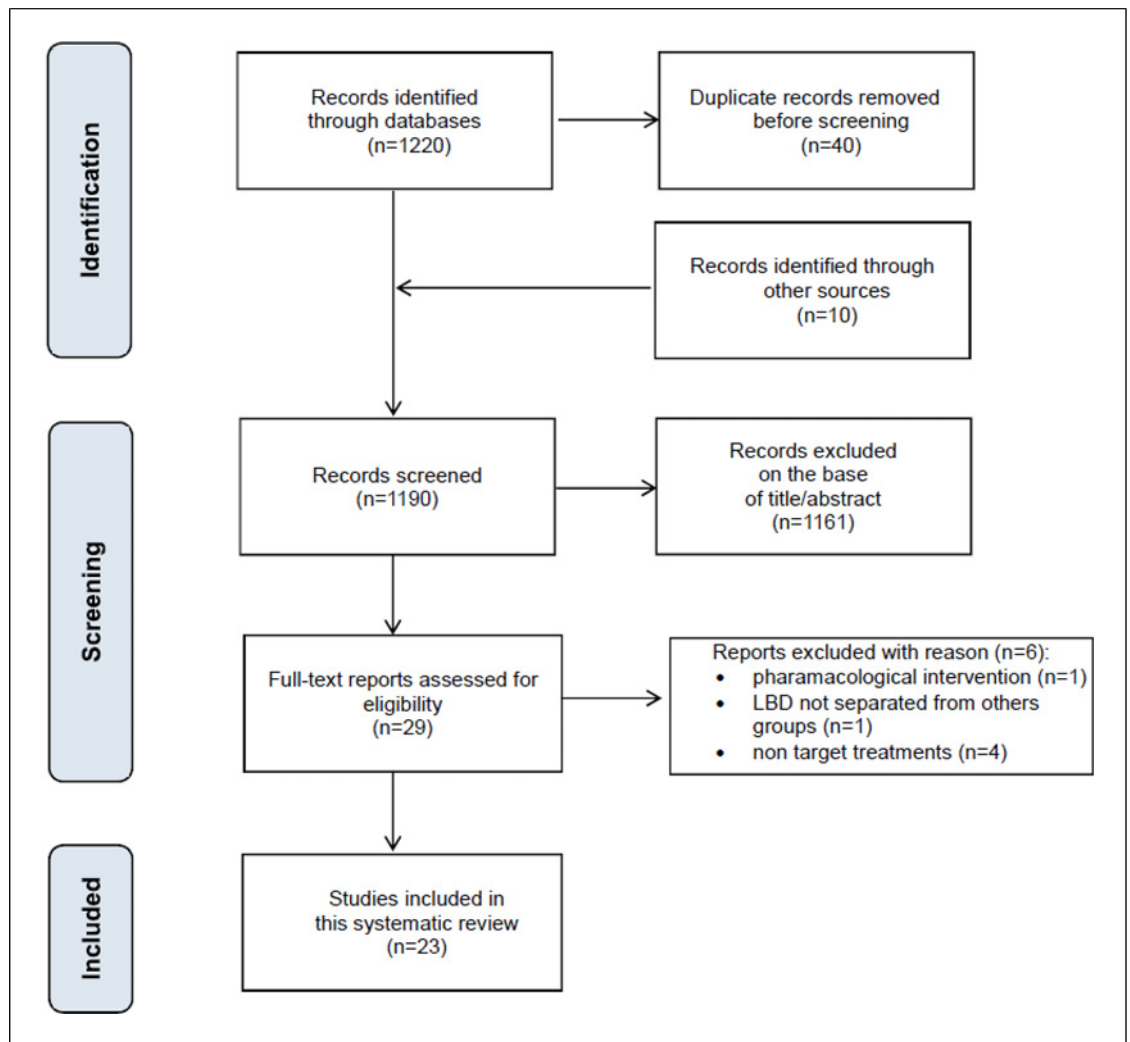 Identification
Records identified
through databases
(n=1220)
Duplicate records removed
before screening
(n=40)
Records identified through
other sources
(n=10)
Screening
Records screened
(n=1190)
Records excluded
on the base
of title/abstract
(n=1161)
Full-text reports assessed for
eligibility
(n=29)
Reports excluded with reason (n=6):
• pharamacological intervention (n=1)
• LBD not separated from others
groups (n=1)
• non target treatments (n=4)
Included
Studies included in
this systematic review
(n=23)